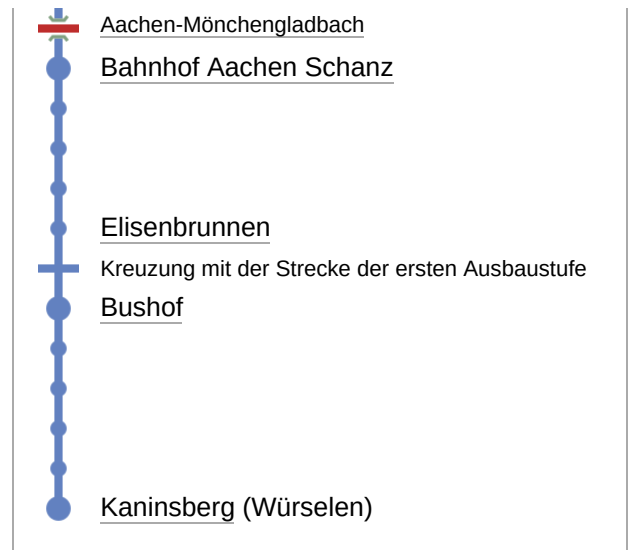 Aachen-Mönchengladbach
Bahnhof Aachen Schanz
Elisenbrunnen
Kreuzung mit der Strecke der ersten Ausbaustufe
Bushof
Kaninsberg (Würselen)